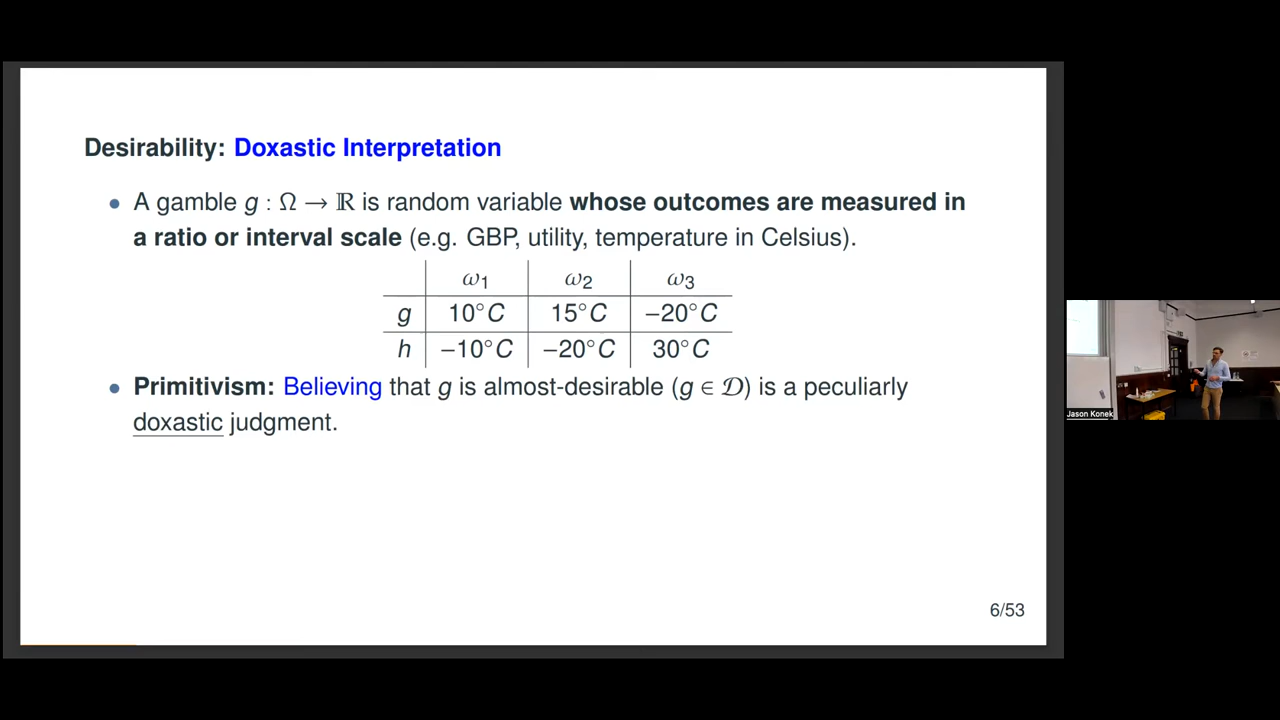 Desirability: Doxastic Interpretation
• A gamble g : Ω → ℝ is random variable whose outcomes are measured in
a ratio or interval scale (e.g. GBP, utility, temperature in Celsius).
ω₁ ω₂ ω₃
g 10°C 15°C −20°C
h −10°C −20°C 30°C
• Primitivism: Believing that g is almost-desirable (g ∈ 𝒟) is a peculiarly
doxastic judgment.
6/53
Jason Konek